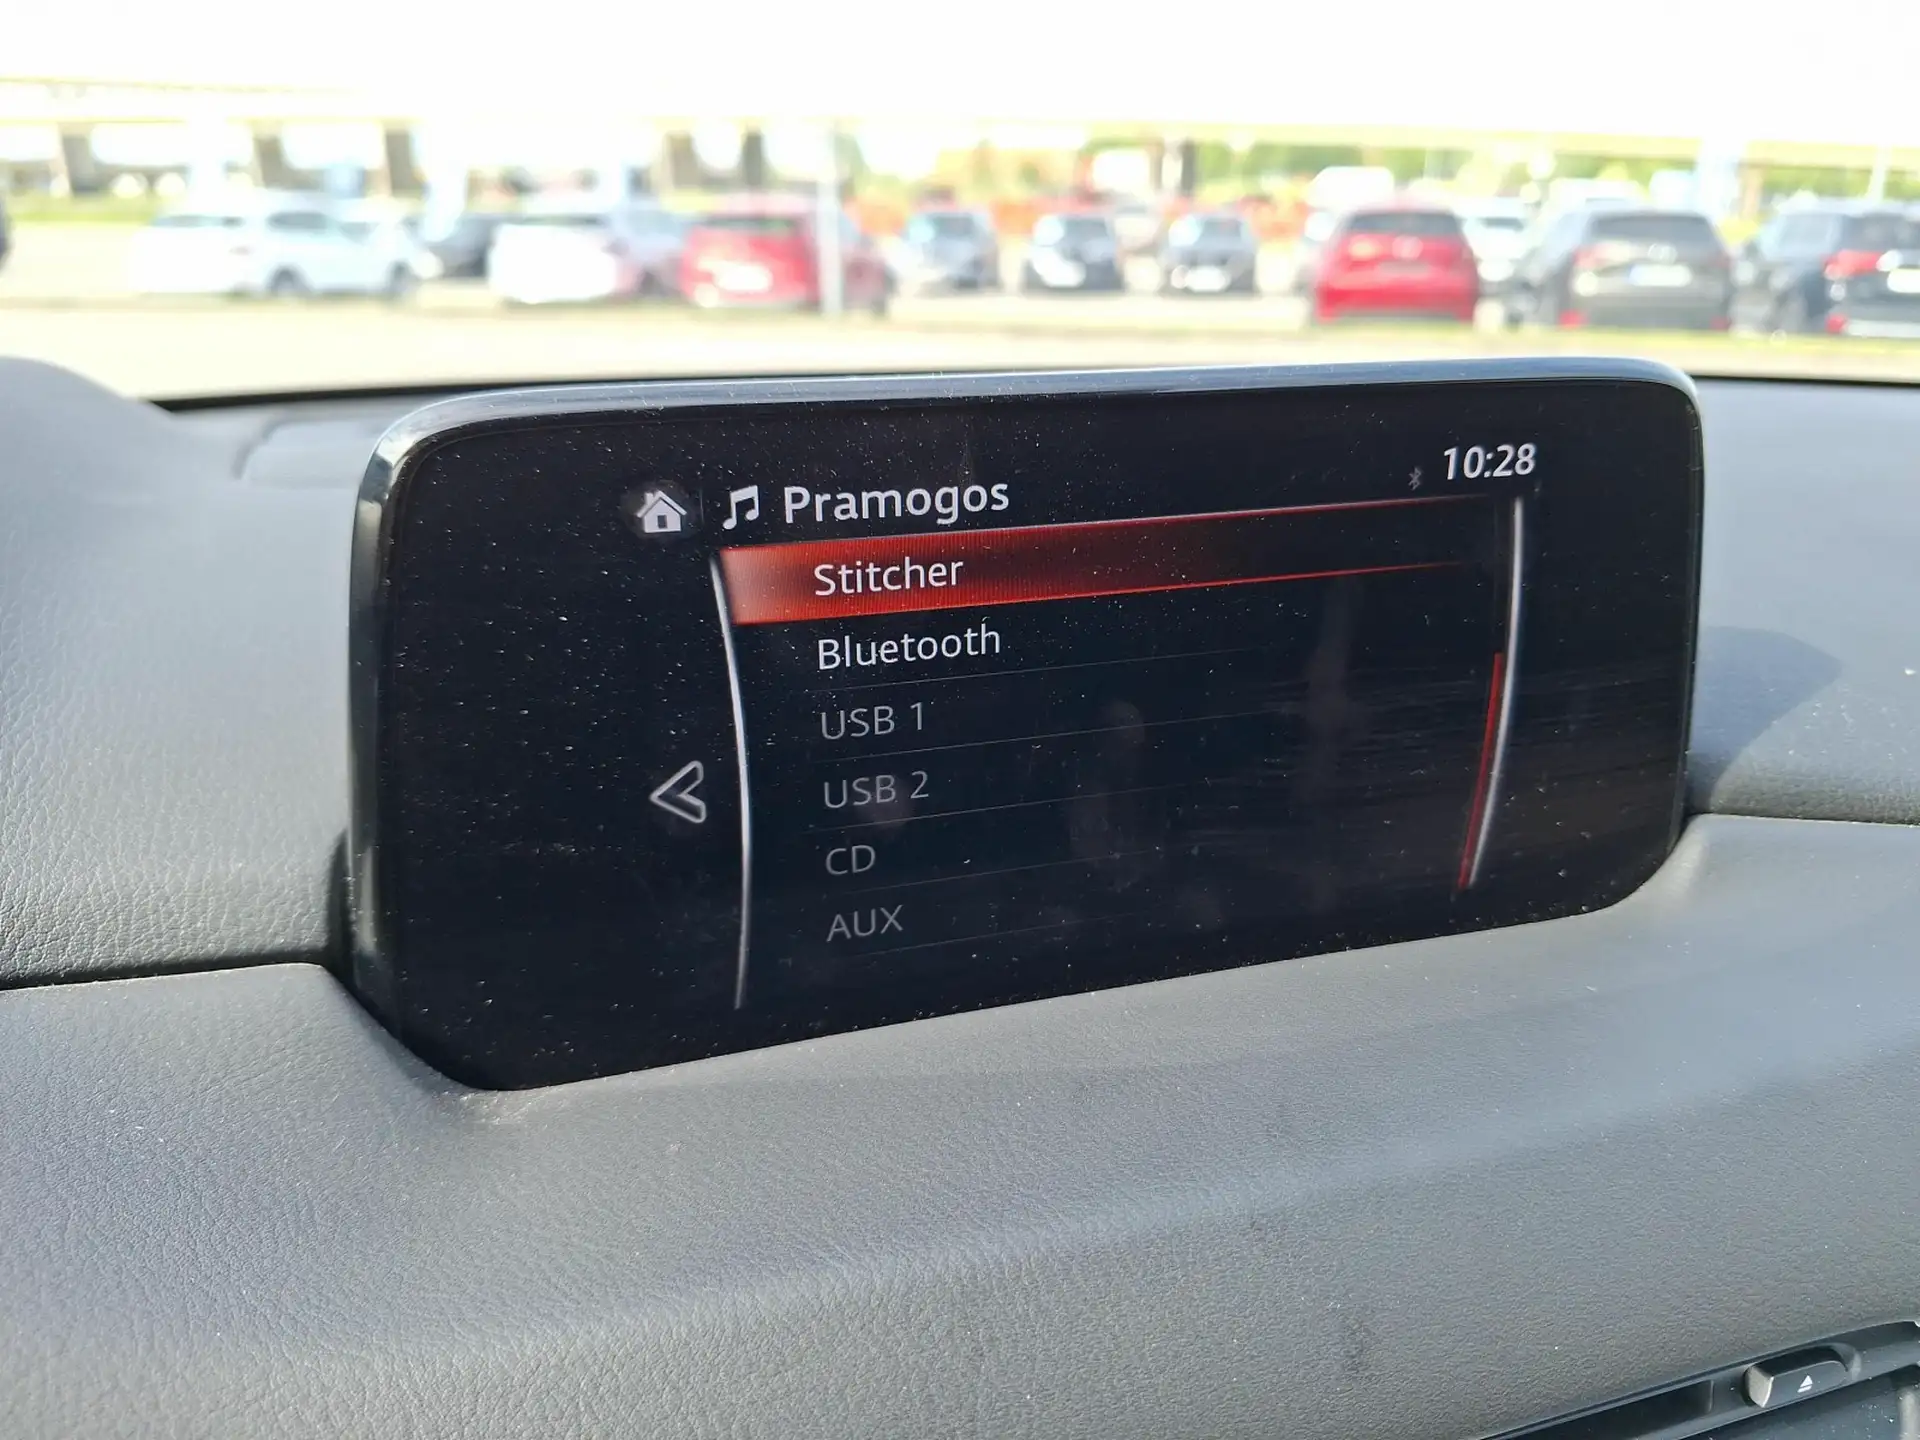 Pramogos
10:28
Stitcher
Bluetooth
USB 1
USB 2
CD
AUX